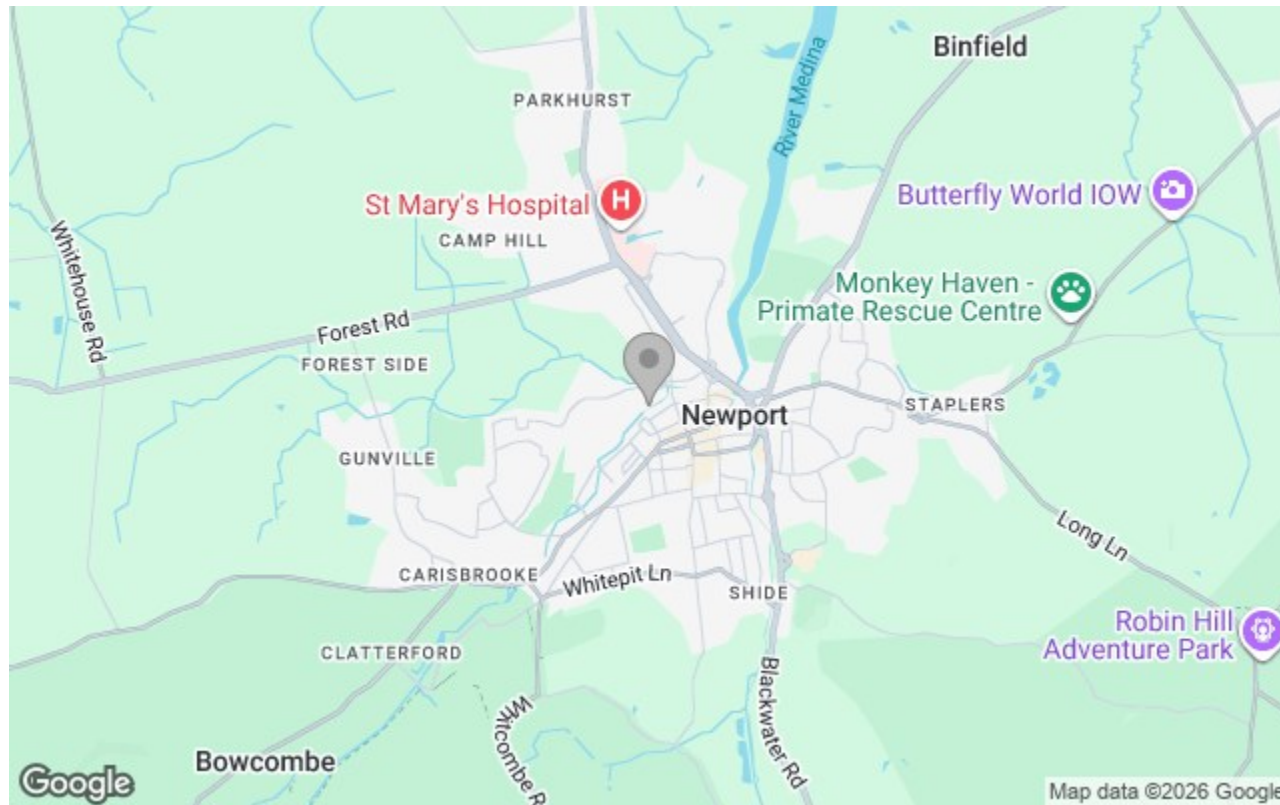 Binfield
PARKHURST
River Medina
St Mary's Hospital
H
Butterfly World IOW
CAMP HILL
Whitehouse Rd
Monkey Haven -
Primate Rescue Centre
Forest Rd
FOREST SIDE
Newport
STAPLERS
GUNVILLE
Long Ln
CARISBROOKE
Whitepit Ln
SHIDE
Robin Hill
Adventure Park
CLATTERFORD
Blackwater Rd
Whitcombe R
Bowcombe
Google
Map data ©2026 Google